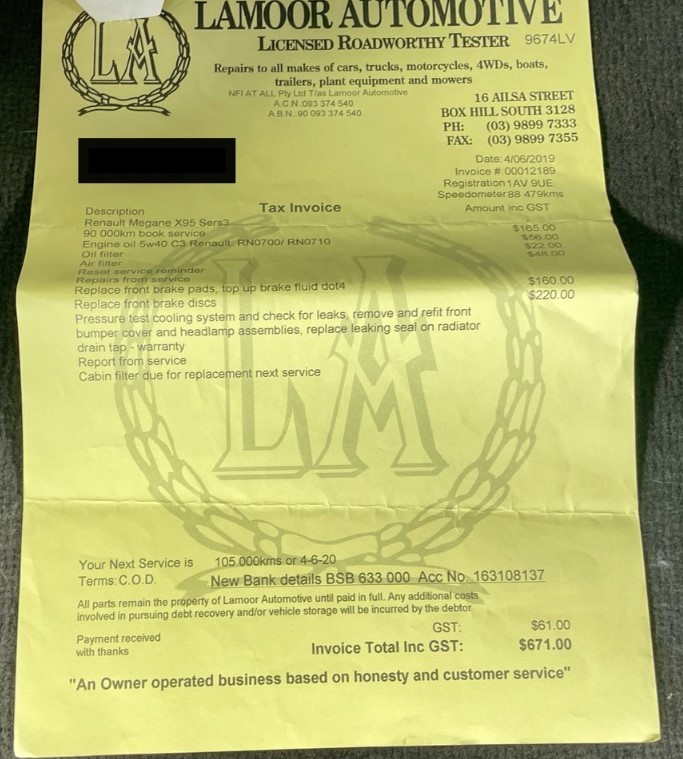 LA
LAMOOR AUTOMOTIVE
LICENSED ROADWORTHY TESTER 9674LV
Repairs to all makes of cars, trucks, motorcycles, 4WDs, boats,
trailers, plant equipment and mowers
NFI AT ALL Pty Ltd T/as Lamoor Automotive
A.C.N.:093 374 540
A.B.N.: 90 093 374 540
16 AILSA STREET
BOX HILL SOUTH 3128
PH: (03) 9899 7333
FAX: (03) 9899 7355
Date: 4/06/2019
Invoice #: 00012189
Registration 1AV 9UE
Speedometer 88 479kms
Description Tax Invoice Amount inc GST
Renault Megane X95 Sers3
90 000km book service $165.00
Engine oil 5w40 C3 Renault: RN0700/ RN0710 $56.00
Oil filter $22.00
Air filter $48.00
Reset service reminder
Repairs from service
Replace front brake pads, top up brake fluid dot4 $160.00
Replace front brake discs $220.00
Pressure test cooling system and check for leaks, remove and refit front
bumper cover and headlamp assemblies, replace leaking seal on radiator
drain tap - warranty
Report from service
Cabin filter due for replacement next service
LA
Your Next Service is 105 000kms or 4-6-20
Terms: C.O.D. New Bank details BSB 633 000 Acc No. 163108137
All parts remain the property of Lamoor Automotive until paid in full. Any additional costs
involved in pursuing debt recovery and/or vehicle storage will be incurred by the debtor
GST: $61.00
Payment received
with thanks
Invoice Total Inc GST: $671.00
"An Owner operated business based on honesty and customer service"